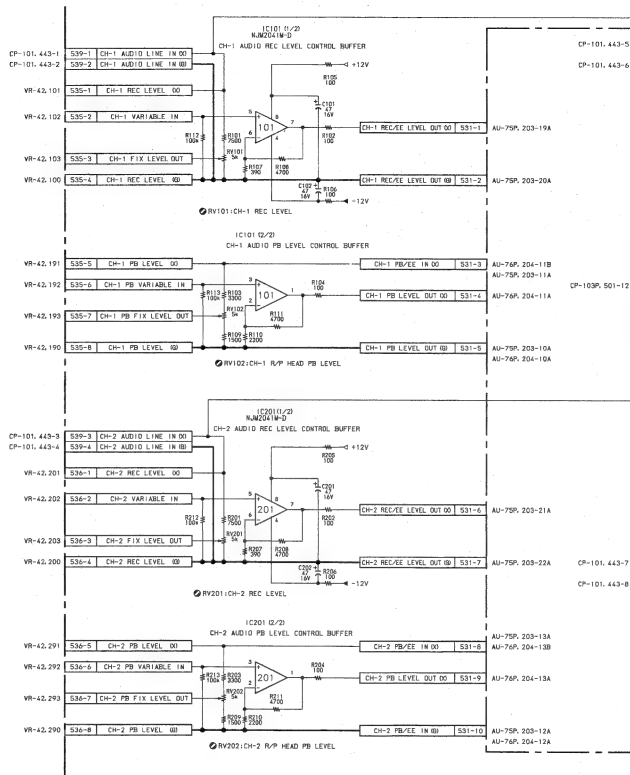 IC101 (1/2)
NJM2041M-D
CH-1 AUDIO REC LEVEL CONTROL BUFFER
CP-101, 443-1 539-1 CH-1 AUDIO LINE IN (X)
CP-101, 443-2 539-2 CH-1 AUDIO LINE IN (G)
CP-101, 443-5
CP-101, 443-6
R105
100
+12V
VR-42, 101 535-1 CH-1 REC LEVEL (X)
C101
47
16V
VR-42, 102 535-2 CH-1 VARIABLE IN
R112
100k
R101
7500
5
6
8
4
7
101
R102
100
CH-1 REC/EE LEVEL OUT (X) 531-1 AU-75P, 203-19A
VR-42, 103 535-3 CH-1 FIX LEVEL OUT
RV101
5k
R107
390
R108
4700
VR-42, 100 535-4 CH-1 REC LEVEL (G)
CH-1 REC/EE LEVEL OUT (G) 531-2 AU-75P, 203-20A
C102
47
16V
R106
100
-12V
RV101:CH-1 REC LEVEL
IC101 (2/2)
CH-1 AUDIO PB LEVEL CONTROL BUFFER
VR-42, 191 535-5 CH-1 PB LEVEL (X)
CH-1 PB/EE IN (X) 531-3 AU-76P, 204-11B
AU-75P, 203-11A
VR-42, 192 535-6 CH-1 PB VARIABLE IN
R113
100k
R103
3300
3
2
1
101
R104
100
CH-1 PB LEVEL OUT (X) 531-4 AU-76P, 204-11A
CP-103P, 501-12
VR-42, 193 535-7 CH-1 PB FIX LEVEL OUT
RV102
5k
R111
4700
R109
1500
R110
2200
VR-42, 190 535-8 CH-1 PB LEVEL (G)
CH-1 PB LEVEL OUT (G) 531-5 AU-75P, 203-10A
AU-76P, 204-10A
RV102:CH-1 R/P HEAD PB LEVEL
IC201 (1/2)
NJM2041M-D
CH-2 AUDIO REC LEVEL CONTROL BUFFER
CP-101, 443-3 539-3 CH-2 AUDIO LINE IN (X)
CP-101, 443-4 539-4 CH-2 AUDIO LINE IN (G)
R205
100
+12V
VR-42, 201 536-1 CH-2 REC LEVEL (X)
C201
47
16V
VR-42, 202 536-2 CH-2 VARIABLE IN
R212
100k
R201
7500
5
6
8
4
7
201
R202
100
CH-2 REC/EE LEVEL OUT (X) 531-6 AU-75P, 203-21A
VR-42, 203 536-3 CH-2 FIX LEVEL OUT
RV201
5k
R207
390
R208
4700
VR-42, 200 536-4 CH-2 REC LEVEL (G)
CH-2 REC/EE LEVEL OUT (G) 531-7 AU-75P, 203-22A
CP-101, 443-7
CP-101, 443-8
C202
47
16V
R206
100
-12V
RV201:CH-2 REC LEVEL
IC201 (2/2)
CH-2 AUDIO PB LEVEL CONTROL BUFFER
VR-42, 291 536-5 CH-2 PB LEVEL (X)
CH-2 PB/EE IN (X) 531-8 AU-75P, 203-13A
AU-76P, 204-13B
VR-42, 292 536-6 CH-2 PB VARIABLE IN
R213
100k
R203
3300
3
2
1
201
R204
100
CH-2 PB LEVEL OUT (X) 531-9 AU-76P, 204-13A
VR-42, 293 536-7 CH-2 PB FIX LEVEL OUT
RV202
5k
R211
4700
R209
1500
R210
2200
VR-42, 290 536-8 CH-2 PB LEVEL (G)
CH-2 PB/EE IN (G) 531-10 AU-75P, 203-12A
AU-76P, 204-12A
RV202:CH-2 R/P HEAD PB LEVEL